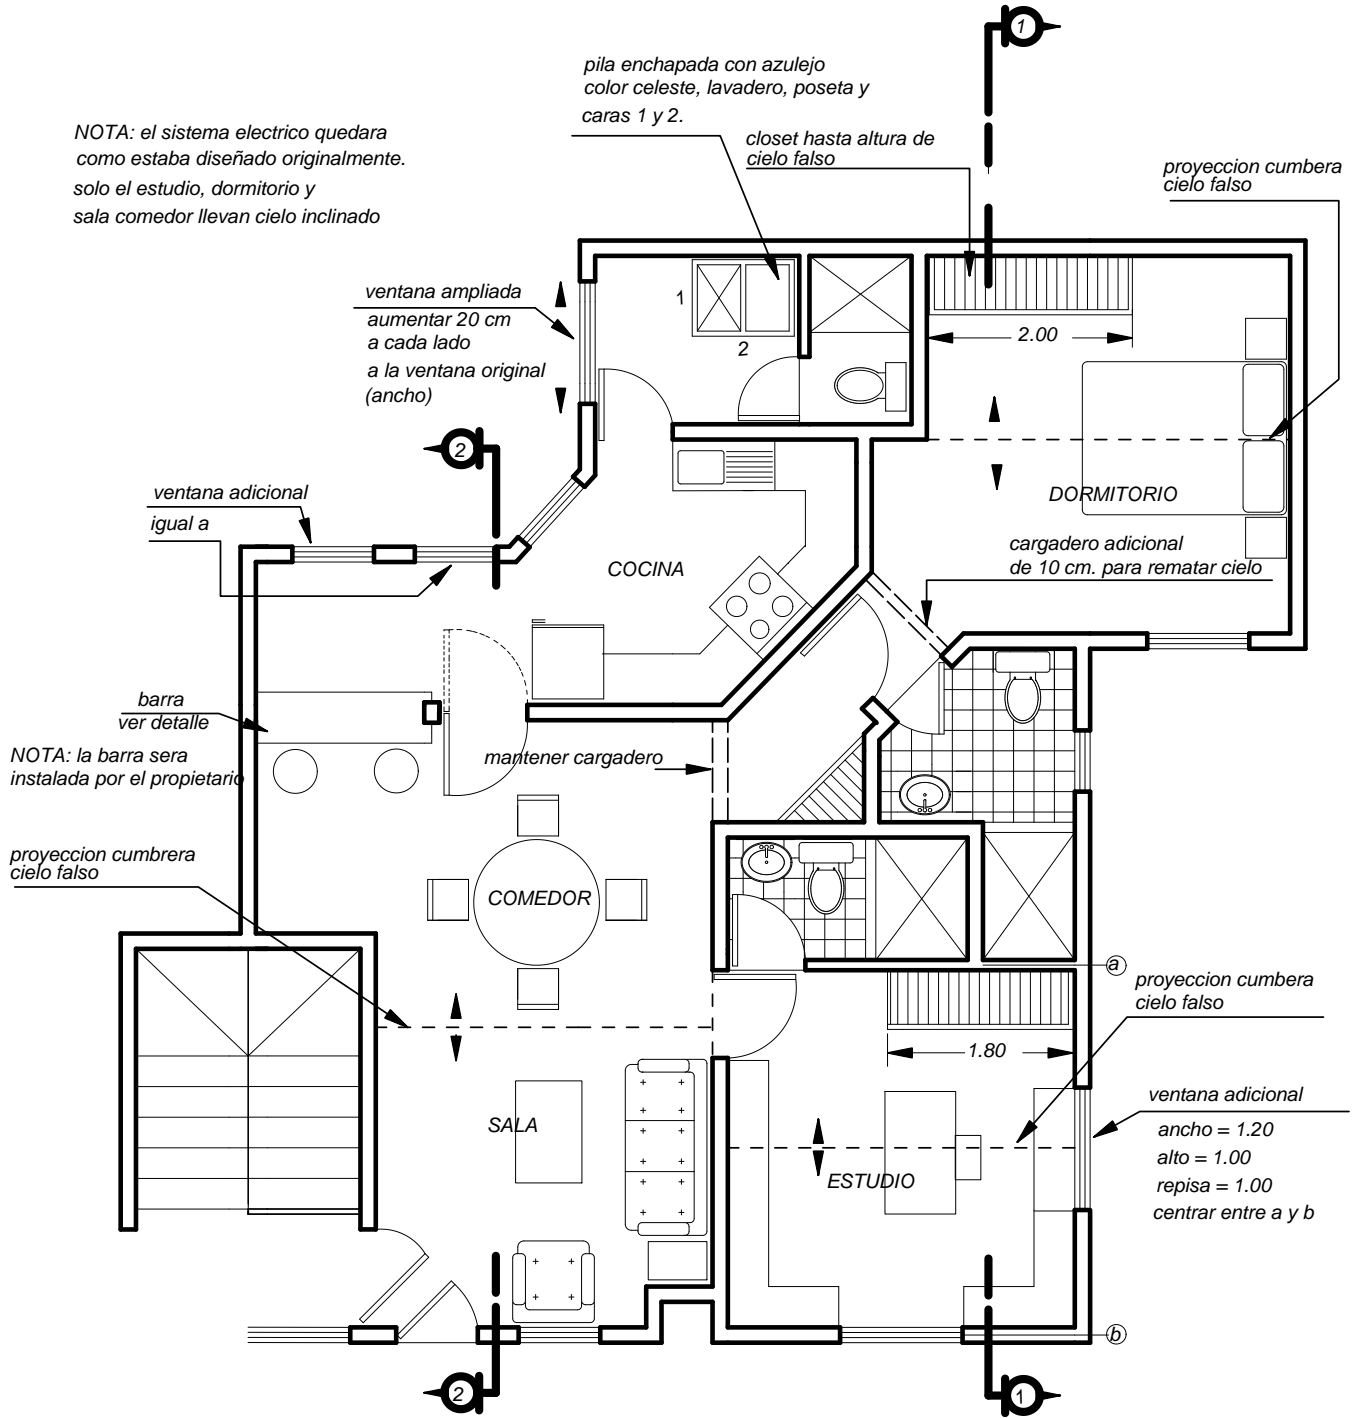 1
pila enchapada con azulejo
color celeste, lavadero, poseta y
caras 1 y 2.
NOTA: el sistema electrico quedara
como estaba diseñado originalmente.
solo el estudio, dormitorio y
sala comedor llevan cielo inclinado
closet hasta altura de
cielo falso
proyeccion cumbera
cielo falso
ventana ampliada
aumentar 20 cm
a cada lado
a la ventana original
(ancho)
1
2
2.00
2
ventana adicional
igual a
DORMITORIO
COCINA
cargadero adicional
de 10 cm. para rematar cielo
barra
ver detalle
NOTA: la barra sera
instalada por el propietario
mantener cargadero
proyeccion cumbrera
cielo falso
COMEDOR
a
proyeccion cumbera
cielo falso
1.80
SALA
ESTUDIO
ventana adicional
ancho = 1.20
alto = 1.00
repisa = 1.00
centrar entre a y b
b
2
1